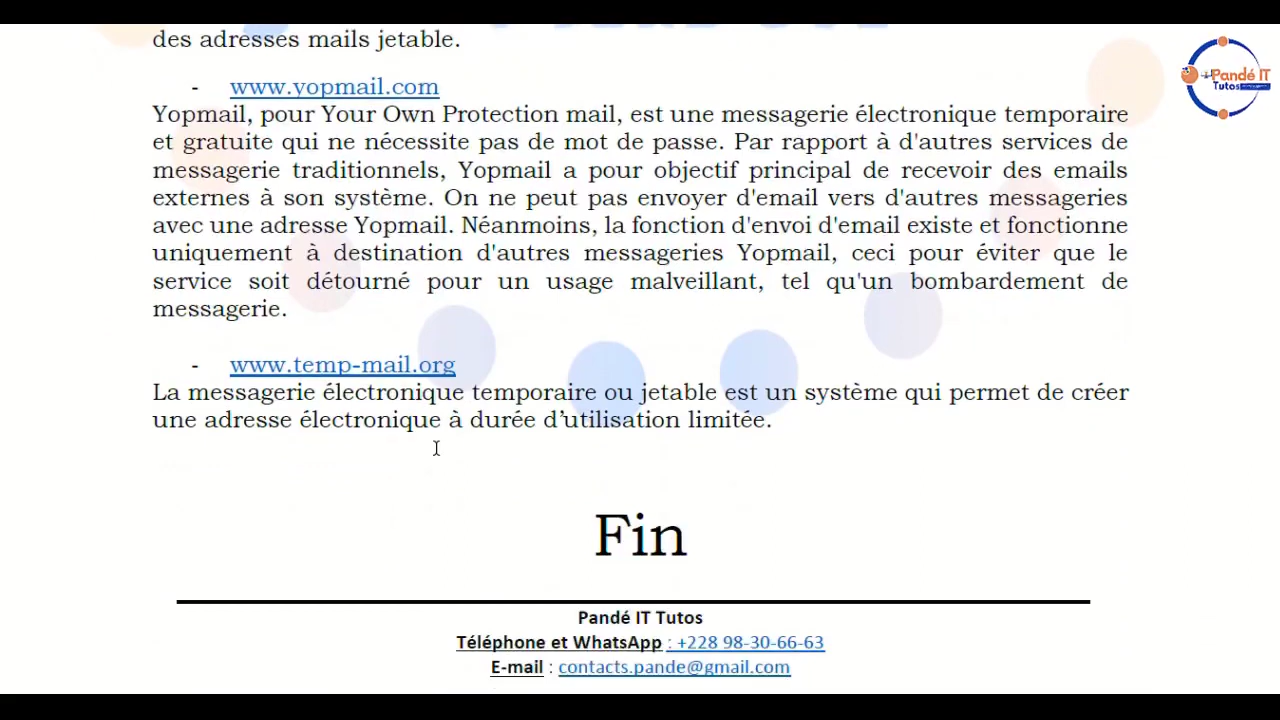 des adresses mails jetable.
- www.yopmail.com
Yopmail, pour Your Own Protection mail, est une messagerie électronique temporaire
et gratuite qui ne nécessite pas de mot de passe. Par rapport à d'autres services de
messagerie traditionnels, Yopmail a pour objectif principal de recevoir des emails
externes à son système. On ne peut pas envoyer d'email vers d'autres messageries
avec une adresse Yopmail. Néanmoins, la fonction d'envoi d'email existe et fonctionne
uniquement à destination d'autres messageries Yopmail, ceci pour éviter que le
service soit détourné pour un usage malveillant, tel qu'un bombardement de
messagerie.
- www.temp-mail.org
La messagerie électronique temporaire ou jetable est un système qui permet de créer
une adresse électronique à durée d’utilisation limitée.
Fin
Pandé IT Tutos
Téléphone et WhatsApp : +228 98-30-66-63
E-mail : contacts.pande@gmail.com
Pandé IT
Tutos